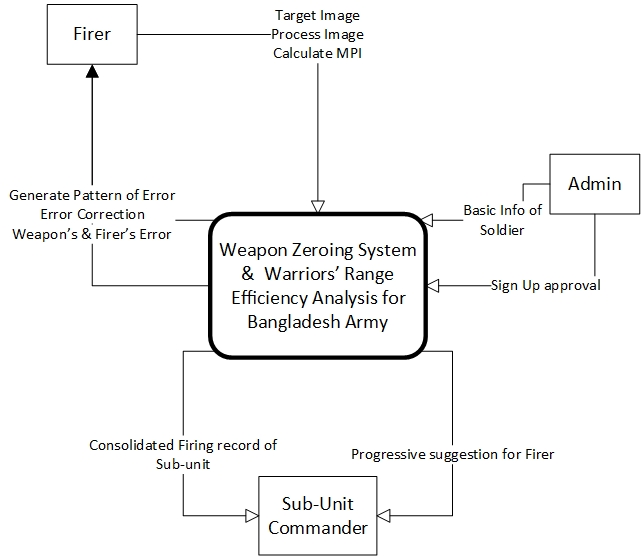 Firer
Target Image
Process Image
Calculate MPI
Admin
Generate Pattern of Error
Error Correction
Weapon's & Firer's Error
Basic Info of
Soldier
Sign Up approval
Weapon Zeroing System
& Warriors' Range
Efficiency Analysis for
Bangladesh Army
Consolidated Firing record of
Sub-unit
Progressive suggestion for Firer
Sub-Unit
Commander